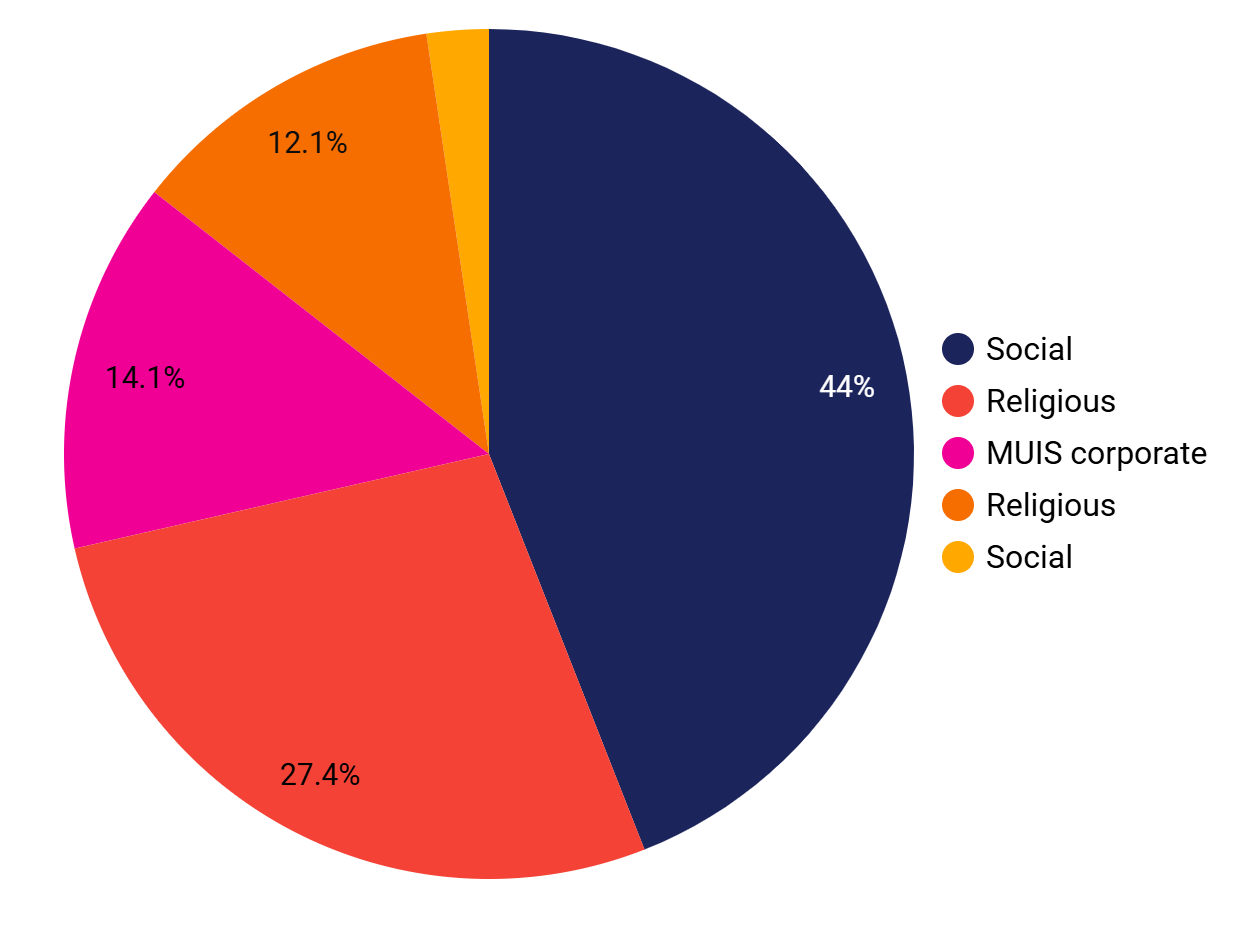 12.1%
14.1%
44%
27.4%
Social
Religious
MUIS corporate
Religious
Social